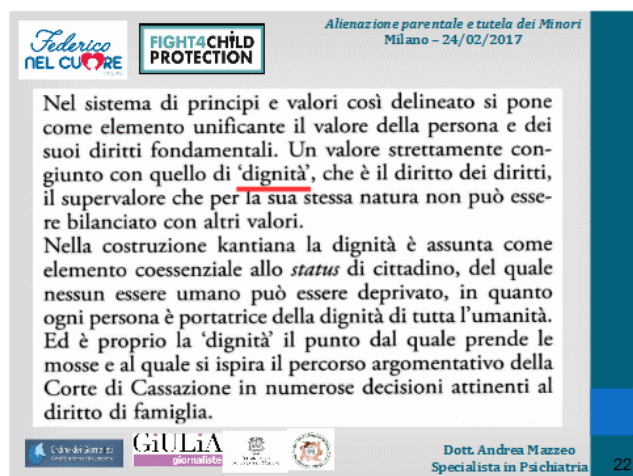 Federico
NEL CUORE
FIGHT4CHILD
PROTECTION
Alienazione parentale e tutela dei Minori
Milano – 24/02/2017
Nel sistema di principi e valori così delineato si pone
come elemento unificante il valore della persona e dei
suoi diritti fondamentali. Un valore strettamente con-
giunto con quello di ‘dignità’, che è il diritto dei diritti,
il supervalore che per la sua stessa natura non può esse-
re bilanciato con altri valori.
Nella costruzione kantiana la dignità è assunta come
elemento coessenziale allo status di cittadino, del quale
nessun essere umano può essere deprivato, in quanto
ogni persona è portatrice della dignità di tutta l’umanità.
Ed è proprio la ‘dignità’ il punto dal quale prende le
mosse e al quale si ispira il percorso argomentativo della
Corte di Cassazione in numerose decisioni attinenti al
diritto di famiglia.
Ordine dei Giornalisti
GiULiA
giornaliste
Dott. Andrea Mazzeo
Specialista in Psichiatria
22